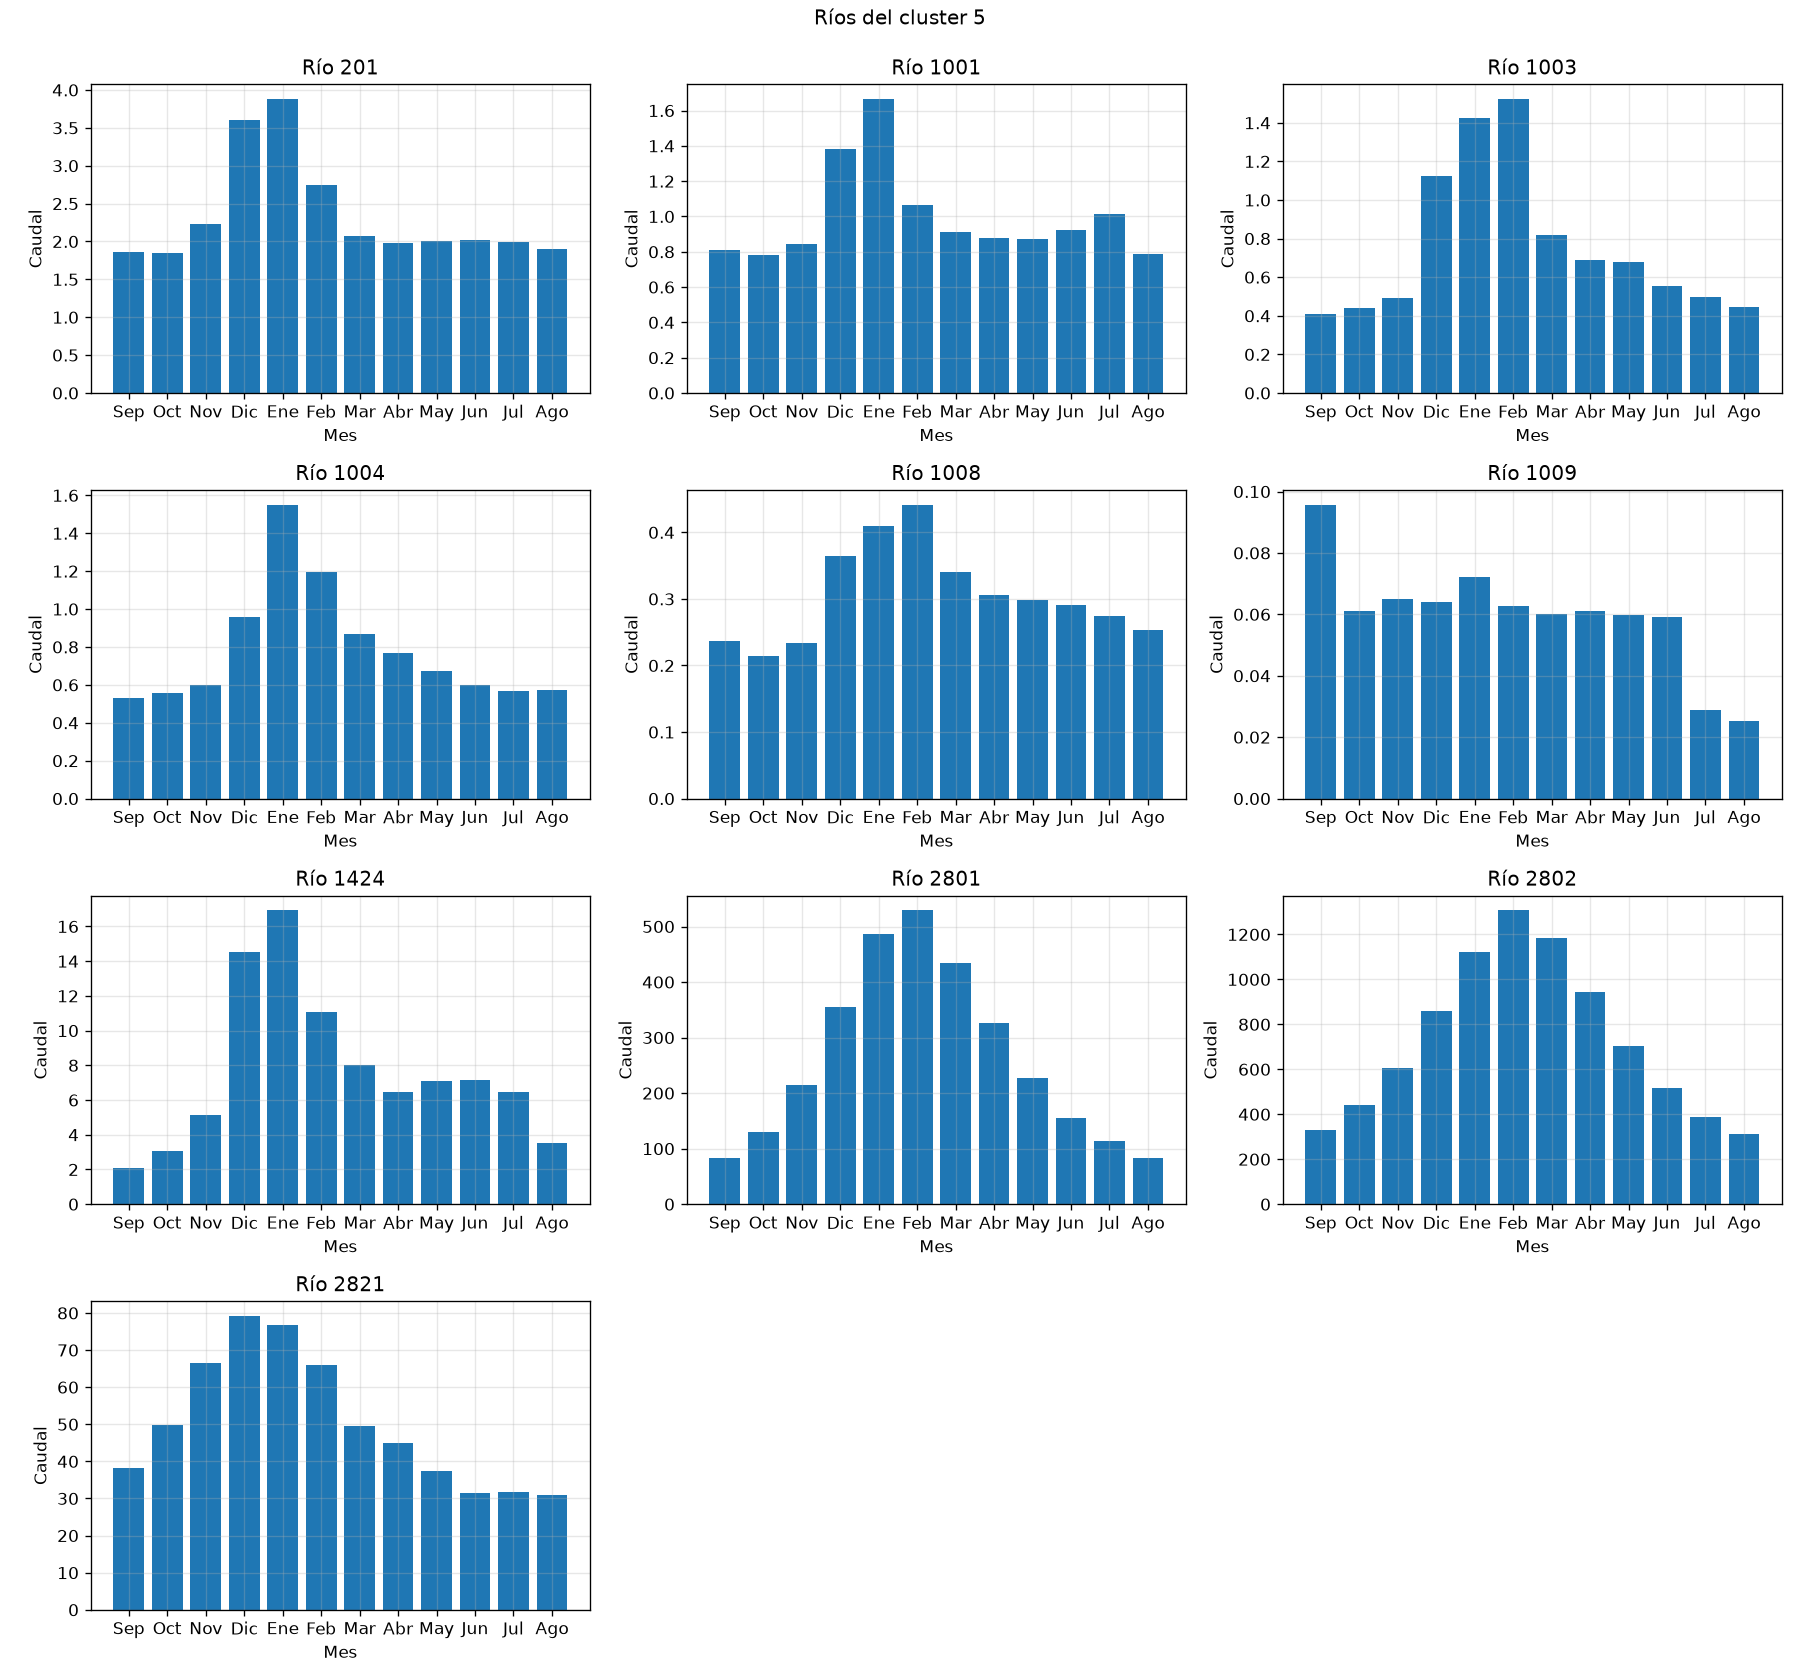 Ríos del cluster 5
Río 201
4.0
3.5
3.0
2.5
2.0
1.5
1.0
0.5
0.0
Caudal
Sep Oct Nov Dic Ene Feb Mar Abr May Jun Jul Ago
Mes
Río 1001
1.6
1.4
1.2
1.0
0.8
0.6
0.4
0.2
0.0
Caudal
Sep Oct Nov Dic Ene Feb Mar Abr May Jun Jul Ago
Mes
Río 1003
1.4
1.2
1.0
0.8
0.6
0.4
0.2
0.0
Caudal
Sep Oct Nov Dic Ene Feb Mar Abr May Jun Jul Ago
Mes
Río 1004
1.6
1.4
1.2
1.0
0.8
0.6
0.4
0.2
0.0
Caudal
Sep Oct Nov Dic Ene Feb Mar Abr May Jun Jul Ago
Mes
Río 1008
0.4
0.3
0.2
0.1
0.0
Caudal
Sep Oct Nov Dic Ene Feb Mar Abr May Jun Jul Ago
Mes
Río 1009
0.10
0.08
0.06
0.04
0.02
0.00
Caudal
Sep Oct Nov Dic Ene Feb Mar Abr May Jun Jul Ago
Mes
Río 1424
16
14
12
10
8
6
4
2
0
Caudal
Sep Oct Nov Dic Ene Feb Mar Abr May Jun Jul Ago
Mes
Río 2801
500
400
300
200
100
0
Caudal
Sep Oct Nov Dic Ene Feb Mar Abr May Jun Jul Ago
Mes
Río 2802
1200
1000
800
600
400
200
0
Caudal
Sep Oct Nov Dic Ene Feb Mar Abr May Jun Jul Ago
Mes
Río 2821
80
70
60
50
40
30
20
10
0
Caudal
Sep Oct Nov Dic Ene Feb Mar Abr May Jun Jul Ago
Mes